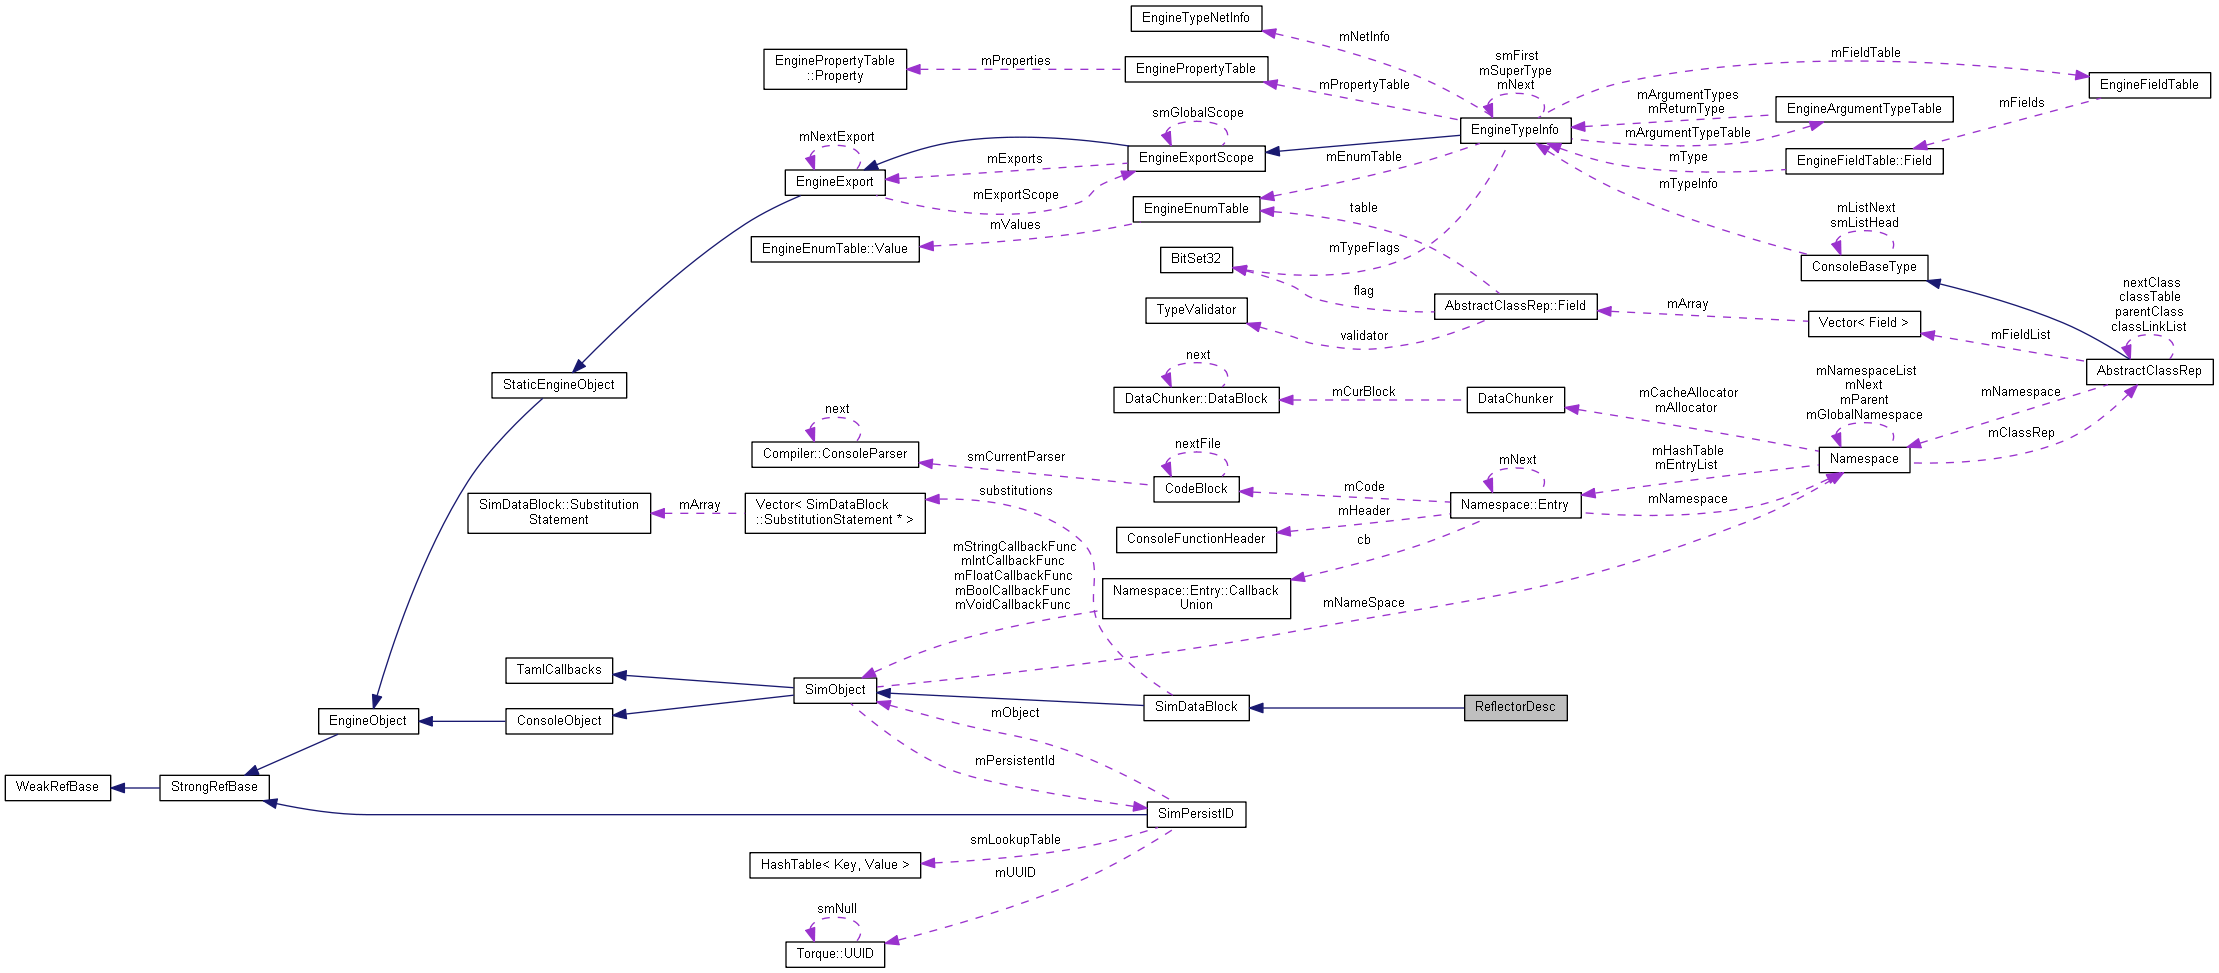 EngineTypeNetInfo
mNetInfo
EnginePropertyTable
::Property
mProperties
EnginePropertyTable
mPropertyTable
smFirst
mSuperType
mNext
EngineTypeInfo
mFieldTable
EngineFieldTable
mArgumentTypes
mReturnType
EngineArgumentTypeTable
mArgumentTypeTable
mFields
mType
EngineFieldTable::Field
mTypeInfo
smGlobalScope
EngineExportScope
mNextExport
EngineExport
mExports
mExportScope
mEnumTable
EngineEnumTable
mValues
EngineEnumTable::Value
table
mTypeFlags
BitSet32
flag
TypeValidator
validator
AbstractClassRep::Field
mArray
Vector< Field >
mFieldList
mListNext
smListHead
ConsoleBaseType
nextClass
classTable
parentClass
classLinkList
AbstractClassRep
mNamespace
mClassRep
mNamespaceList
mNext
mParent
mGlobalNamespace
Namespace
StaticEngineObject
next
DataChunker::DataBlock
mCurBlock
DataChunker
mCacheAllocator
mAllocator
next
Compiler::ConsoleParser
smCurrentParser
nextFile
CodeBlock
mCode
mNext
Namespace::Entry
mHashTable
mEntryList
mNamespace
mHeader
ConsoleFunctionHeader
cb
SimDataBlock::Substitution
Statement
mArray
Vector< SimDataBlock
::SubstitutionStatement * >
substitutions
mStringCallbackFunc
mIntCallbackFunc
mFloatCallbackFunc
mBoolCallbackFunc
mVoidCallbackFunc
Namespace::Entry::Callback
Union
mNameSpace
TamlCallbacks
SimObject
SimDataBlock
ReflectorDesc
EngineObject
ConsoleObject
mObject
mPersistentId
WeakRefBase
StrongRefBase
SimPersistID
smLookupTable
HashTable< Key, Value >
mUUID
smNull
Torque::UUID